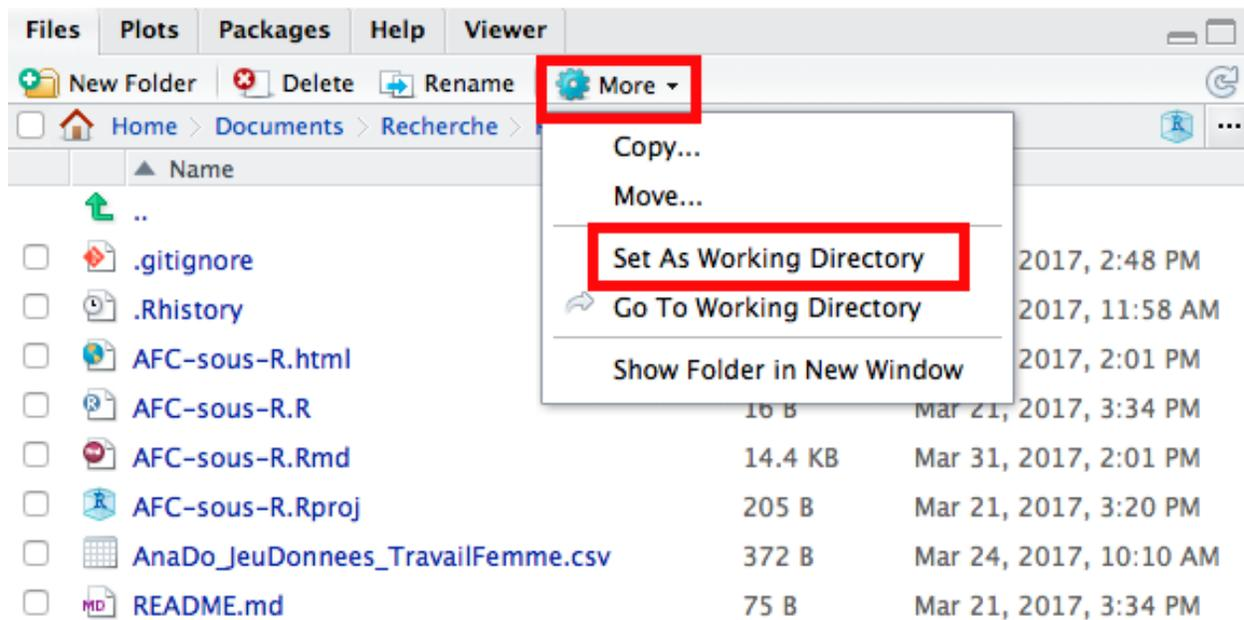 Files Plots Packages Help Viewer
New Folder Delete Rename More
Home > Documents > Recherche >
Name
Copy...
Move...
Set As Working Directory
Go To Working Directory
Show Folder in New Window
..
.gitignore 2017, 2:48 PM
.Rhistory 2017, 11:58 AM
AFC-sous-R.html 2017, 2:01 PM
AFC-sous-R.R 16 B Mar 21, 2017, 3:34 PM
AFC-sous-R.Rmd 14.4 KB Mar 31, 2017, 2:01 PM
AFC-sous-R.Rproj 205 B Mar 21, 2017, 3:20 PM
AnaDo_JeuDonnees_TravailFemme.csv 372 B Mar 24, 2017, 10:10 AM
README.md 75 B Mar 21, 2017, 3:34 PM